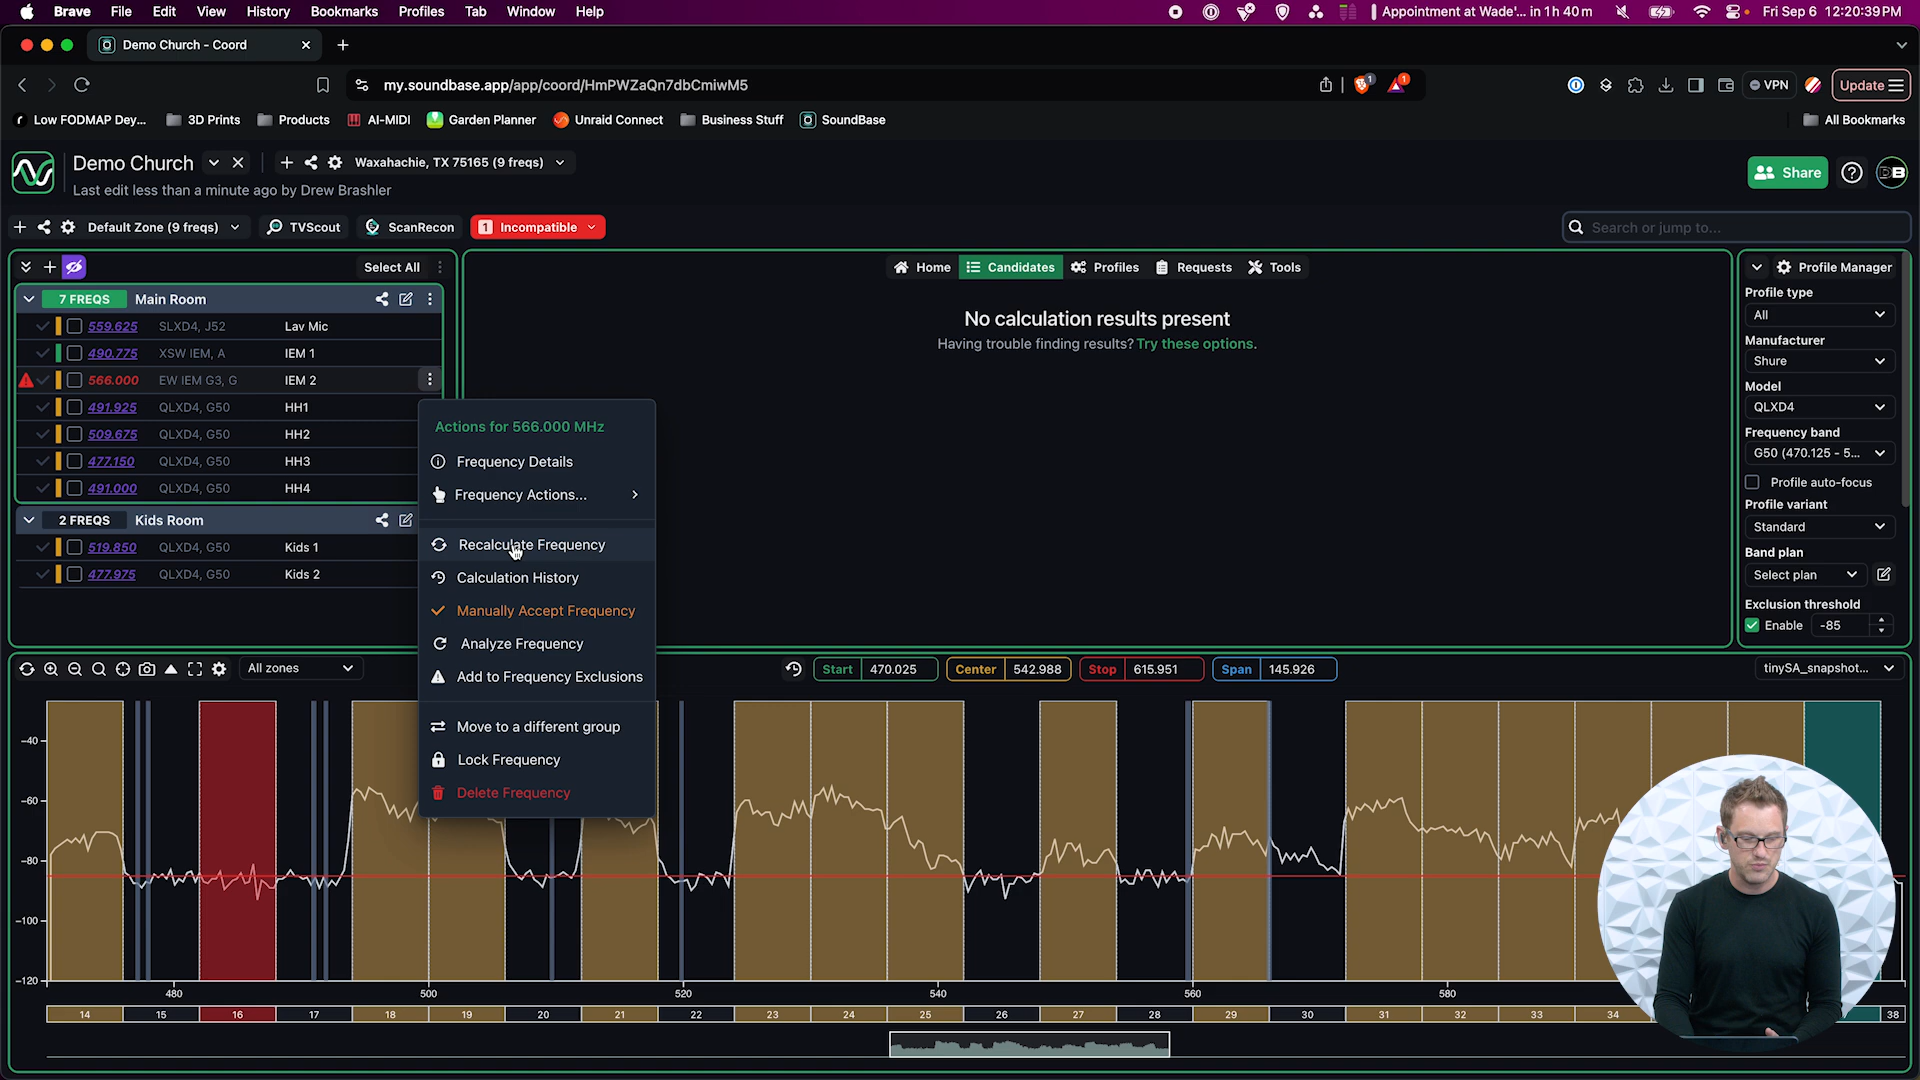 Brave File Edit View History Bookmarks Profiles Tab Window Help
Appointment at Wade'... in 1 h 40 m
Fri Sep 6 12:20:39 PM
Demo Church - Coord
my.soundbase.app/app/coord/HmPWZaQn7dbCmiwM5
1
1
VPN
Update
Low FODMAP Dey...
3D Prints
Products
AI-MIDI
Garden Planner
Unraid Connect
Business Stuff
SoundBase
All Bookmarks
Demo Church
Waxahachie, TX 75165 (9 freqs)
Last edit less than a minute ago by Drew Brashler
Share
DB
Default Zone (9 freqs)
TVScout
ScanRecon
1 Incompatible
Search or jump to...
Select All
7 FREQS Main Room
559.625 SLXD4, J52 Lav Mic
490.775 XSW IEM, A IEM 1
566.000 EW IEM G3, G IEM 2
491.925 QLXD4, G50 HH1
509.675 QLXD4, G50 HH2
477.150 QLXD4, G50 HH3
491.000 QLXD4, G50 HH4
2 FREQS Kids Room
519.850 QLXD4, G50 Kids 1
477.975 QLXD4, G50 Kids 2
Actions for 566.000 MHz
Frequency Details
Frequency Actions...
Recalculate Frequency
Calculation History
Manually Accept Frequency
Analyze Frequency
Add to Frequency Exclusions
Move to a different group
Lock Frequency
Delete Frequency
Home
Candidates
Profiles
Requests
Tools
No calculation results present
Having trouble finding results? Try these options.
Profile Manager
Profile type
All
Manufacturer
Shure
Model
QLXD4
Frequency band
G50 (470.125 - 5...
Profile auto-focus
Profile variant
Standard
Band plan
Select plan
Exclusion threshold
Enable -85
All zones
Start 470.025
Center 542.988
Stop 615.951
Span 145.926
tinySA_snapshot...
-40
-60
-80
-100
-120
480 500 520 540 560 580
14 15 16 17 18 19 20 21 22 23 24 25 26 27 28 29 30 31 32 33 34 38